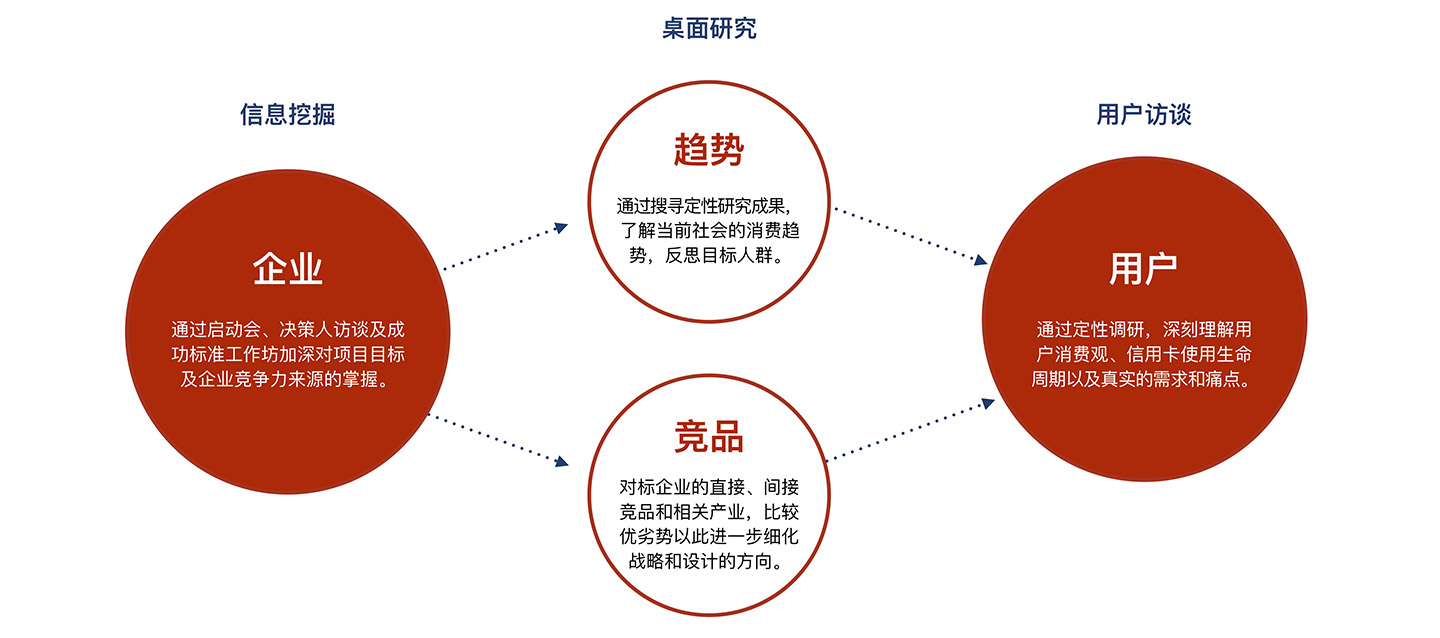 桌面研究
信息挖掘
用户访谈
企业
通过启动会、决策人访谈及成
功标准工作坊加深对项目目标
及企业竞争力来源的掌握。
趋势
通过搜寻定性研究成果，
了解当前社会的消费趋
势，反思目标人群。
竞品
对标企业的直接、间接
竞品和相关产业，比较
优劣势以此进一步细化
战略和设计的方向。
用户
通过定性调研，深刻理解用
户消费观、信用卡使用生命
周期以及真实的需求和痛点。